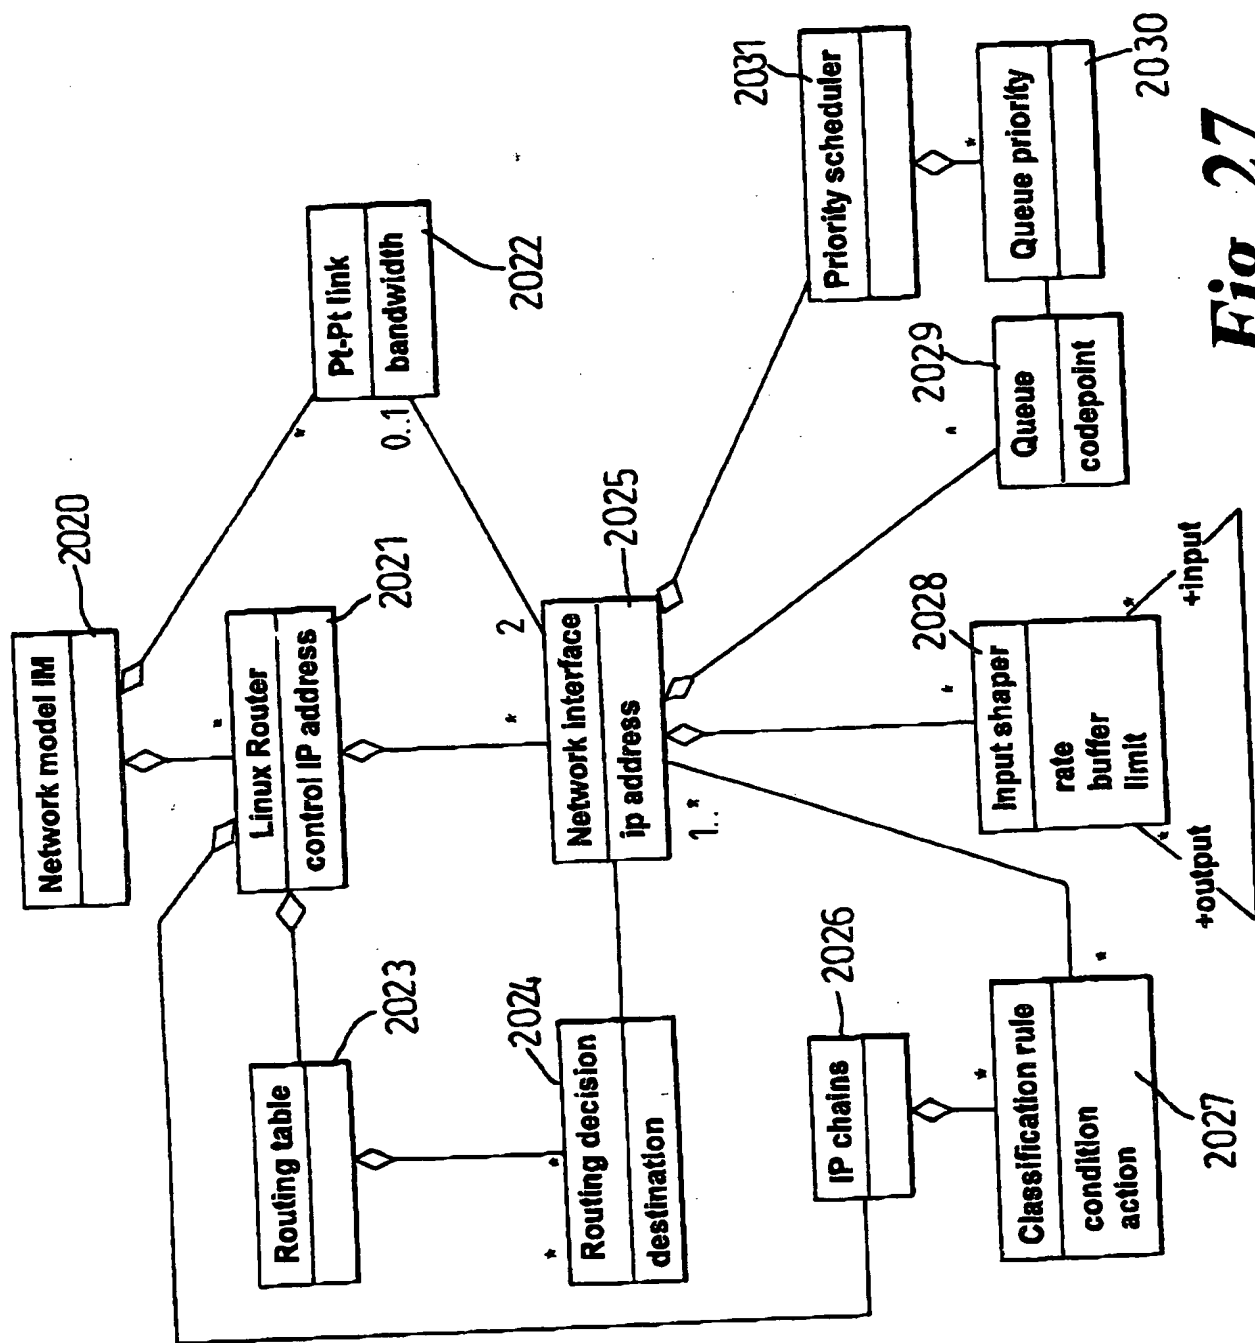 2020
Network model IM
*
*
Pt-Pt link
bandwidth
2022
0..1
Linux Router
control IP address
2021
Routing table
2023
2
*
Network interface
ip address
2025
1..*
2024
Routing decision
destination
*
*
IP chains
2026
*
Classification rule
condition
action
2027
*
2028
*
Input shaper
rate
buffer
limit
*
+output
*
+input
2029
*
Queue
codepoint
2031
Priority scheduler
*
Queue priority
2030
Fig. 27